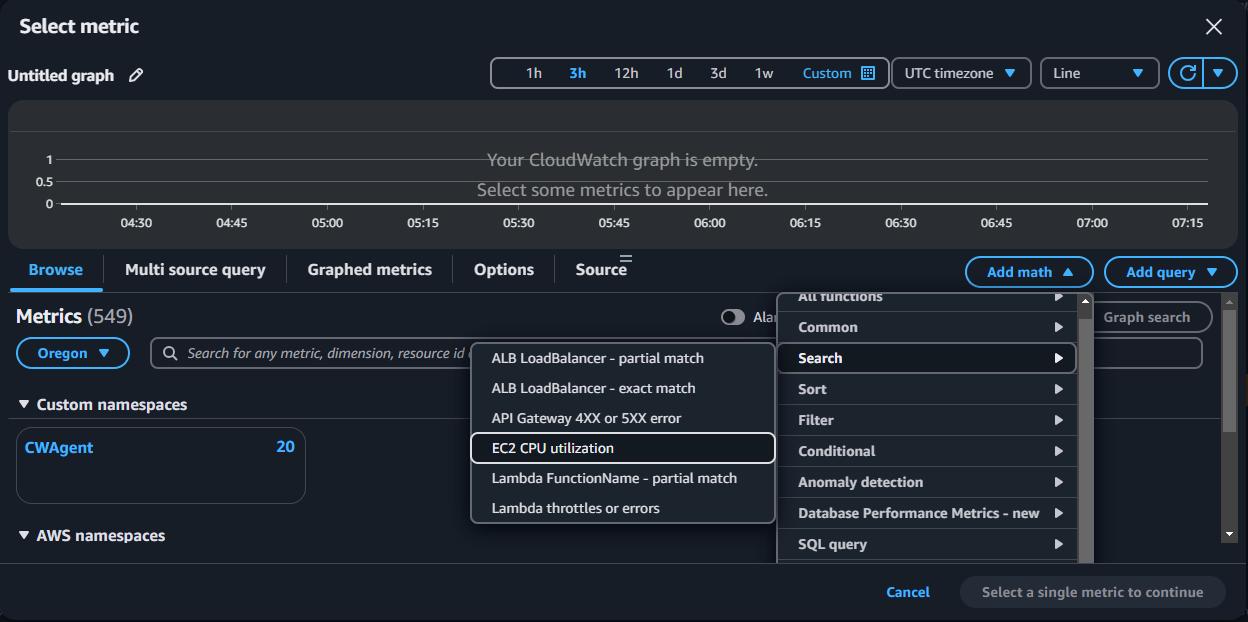 Select metric
Untitled graph
1h 3h 12h 1d 3d 1w Custom UTC timezone Line
1
0.5
0
Your CloudWatch graph is empty.
Select some metrics to appear here.
04:30 04:45 05:00 05:15 05:30 05:45 06:00 06:15 06:30 06:45 07:00 07:15
Browse Multi source query Graphed metrics Options Source Add math Add query
Metrics (549)
Alar
Graph search
Oregon Search for any metric, dimension, resource id
Custom namespaces
CWAgent 20
AWS namespaces
All functions
Common
Search
Sort
Filter
Conditional
Anomaly detection
Database Performance Metrics - new
SQL query
ALB LoadBalancer - partial match
ALB LoadBalancer - exact match
API Gateway 4XX or 5XX error
EC2 CPU utilization
Lambda FunctionName - partial match
Lambda throttles or errors
Cancel Select a single metric to continue